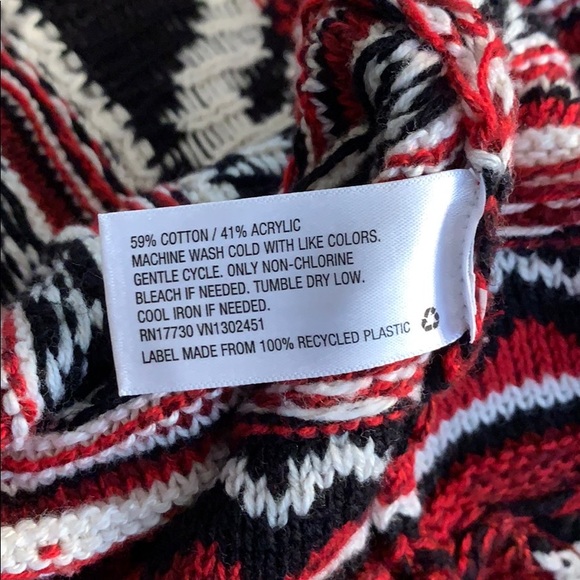 59% COTTON / 41% ACRYLIC
MACHINE WASH COLD WITH LIKE COLORS.
GENTLE CYCLE. ONLY NON-CHLORINE
BLEACH IF NEEDED. TUMBLE DRY LOW.
COOL IRON IF NEEDED.
RN17730 VN1302451
LABEL MADE FROM 100% RECYCLED PLASTIC